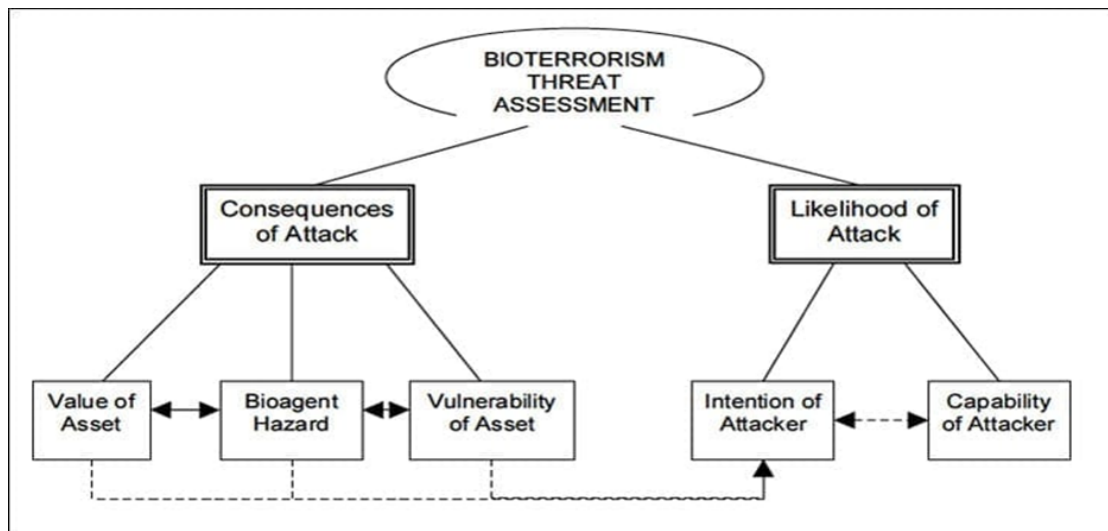 BIOTERRORISM
THREAT
ASSESSMENT
Consequences
of Attack
Likelihood of
Attack
Value of
Asset
Bioagent
Hazard
Vulnerability
of Asset
Intention of
Attacker
Capability
of Attacker